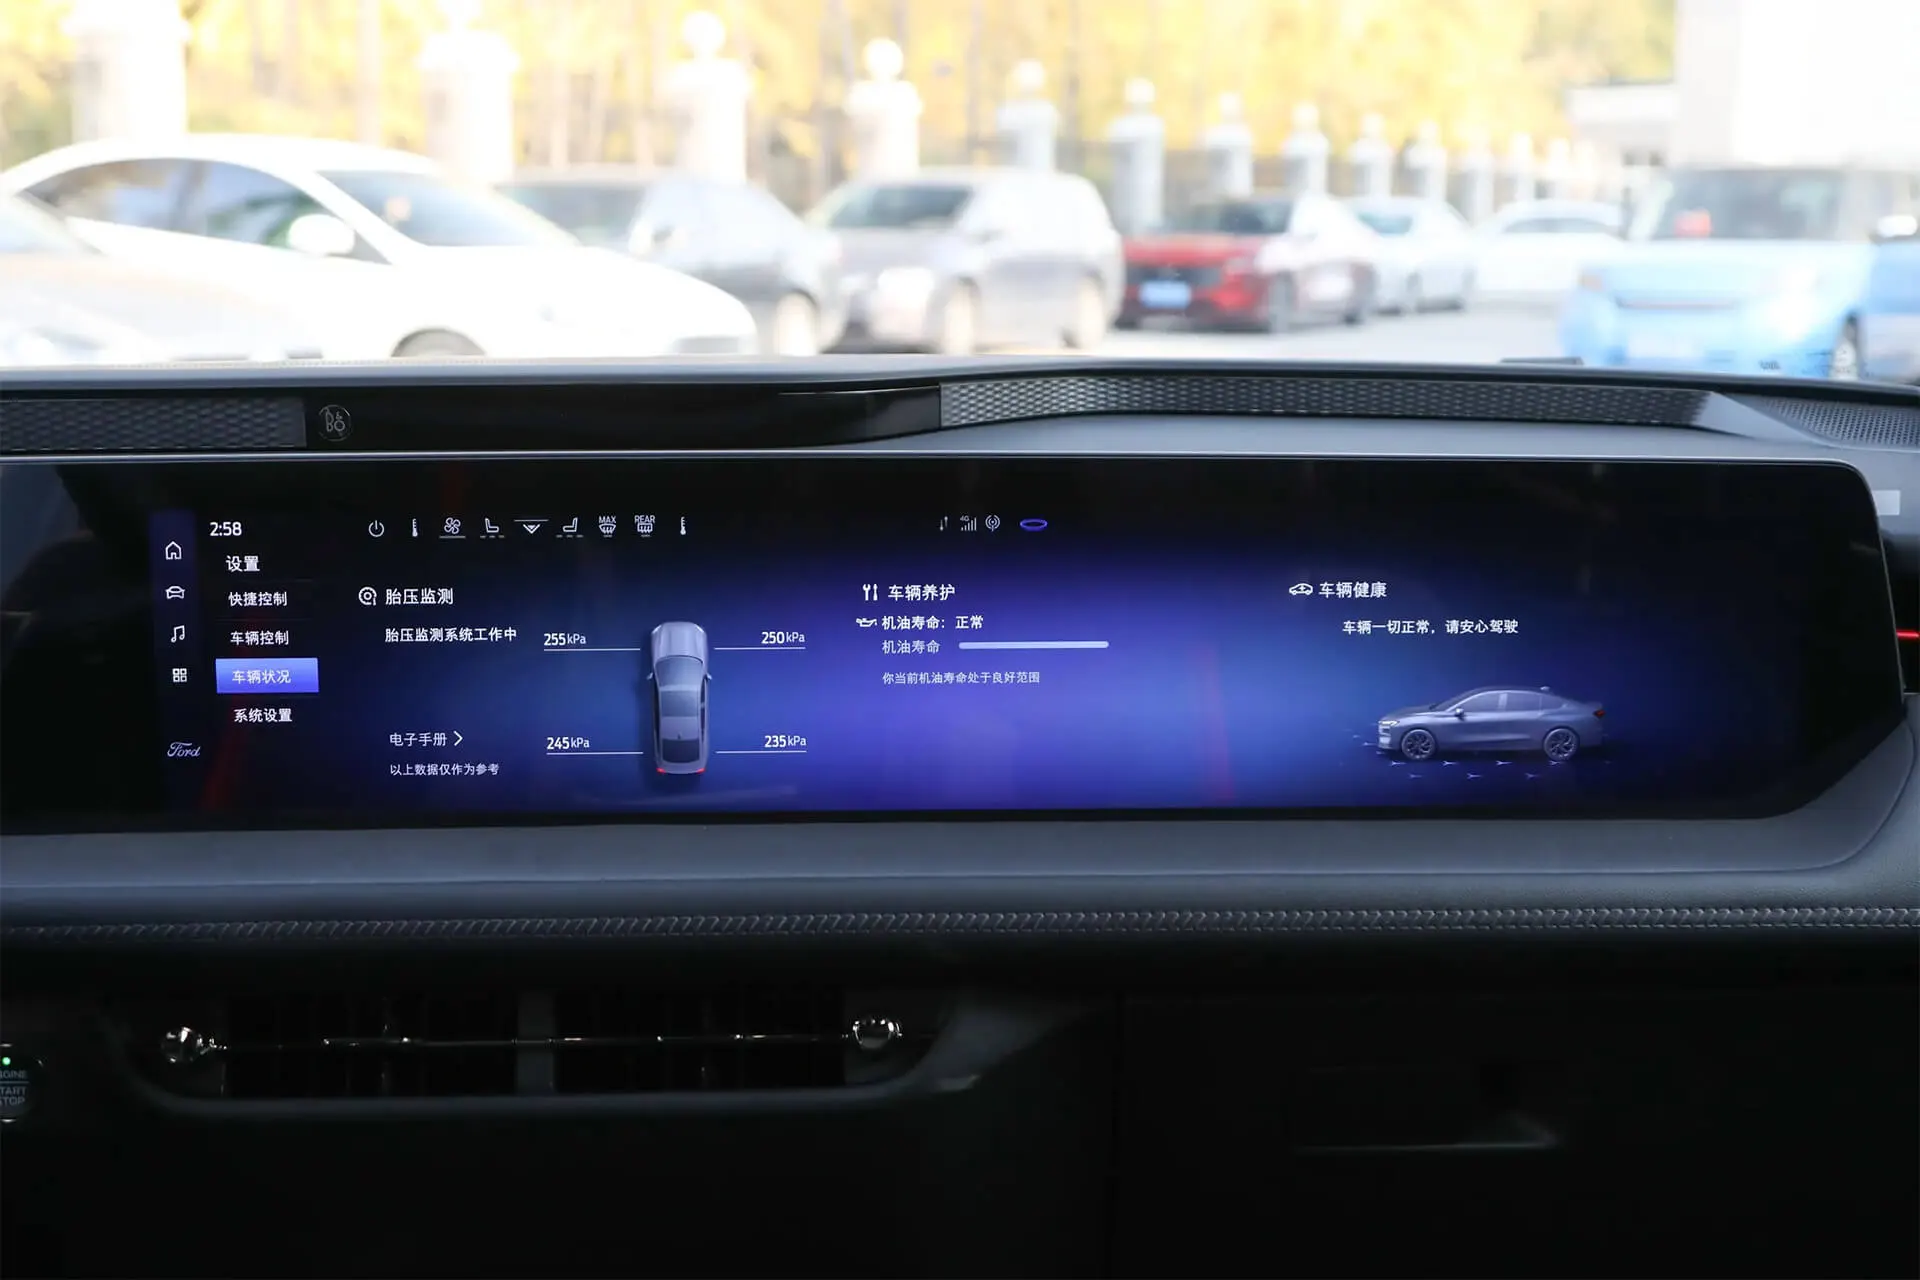 B&O
2:58
MAX
REAR
4G
设置
快捷控制
车辆控制
车辆状况
系统设置
Ford
胎压监测
胎压监测系统工作中
255kPa
250kPa
245kPa
235kPa
电子手册
以上数据仅作为参考
车辆养护
机油寿命：正常
机油寿命
你当前机油寿命处于良好范围
车辆健康
车辆一切正常，请安心驾驶
START
STOP